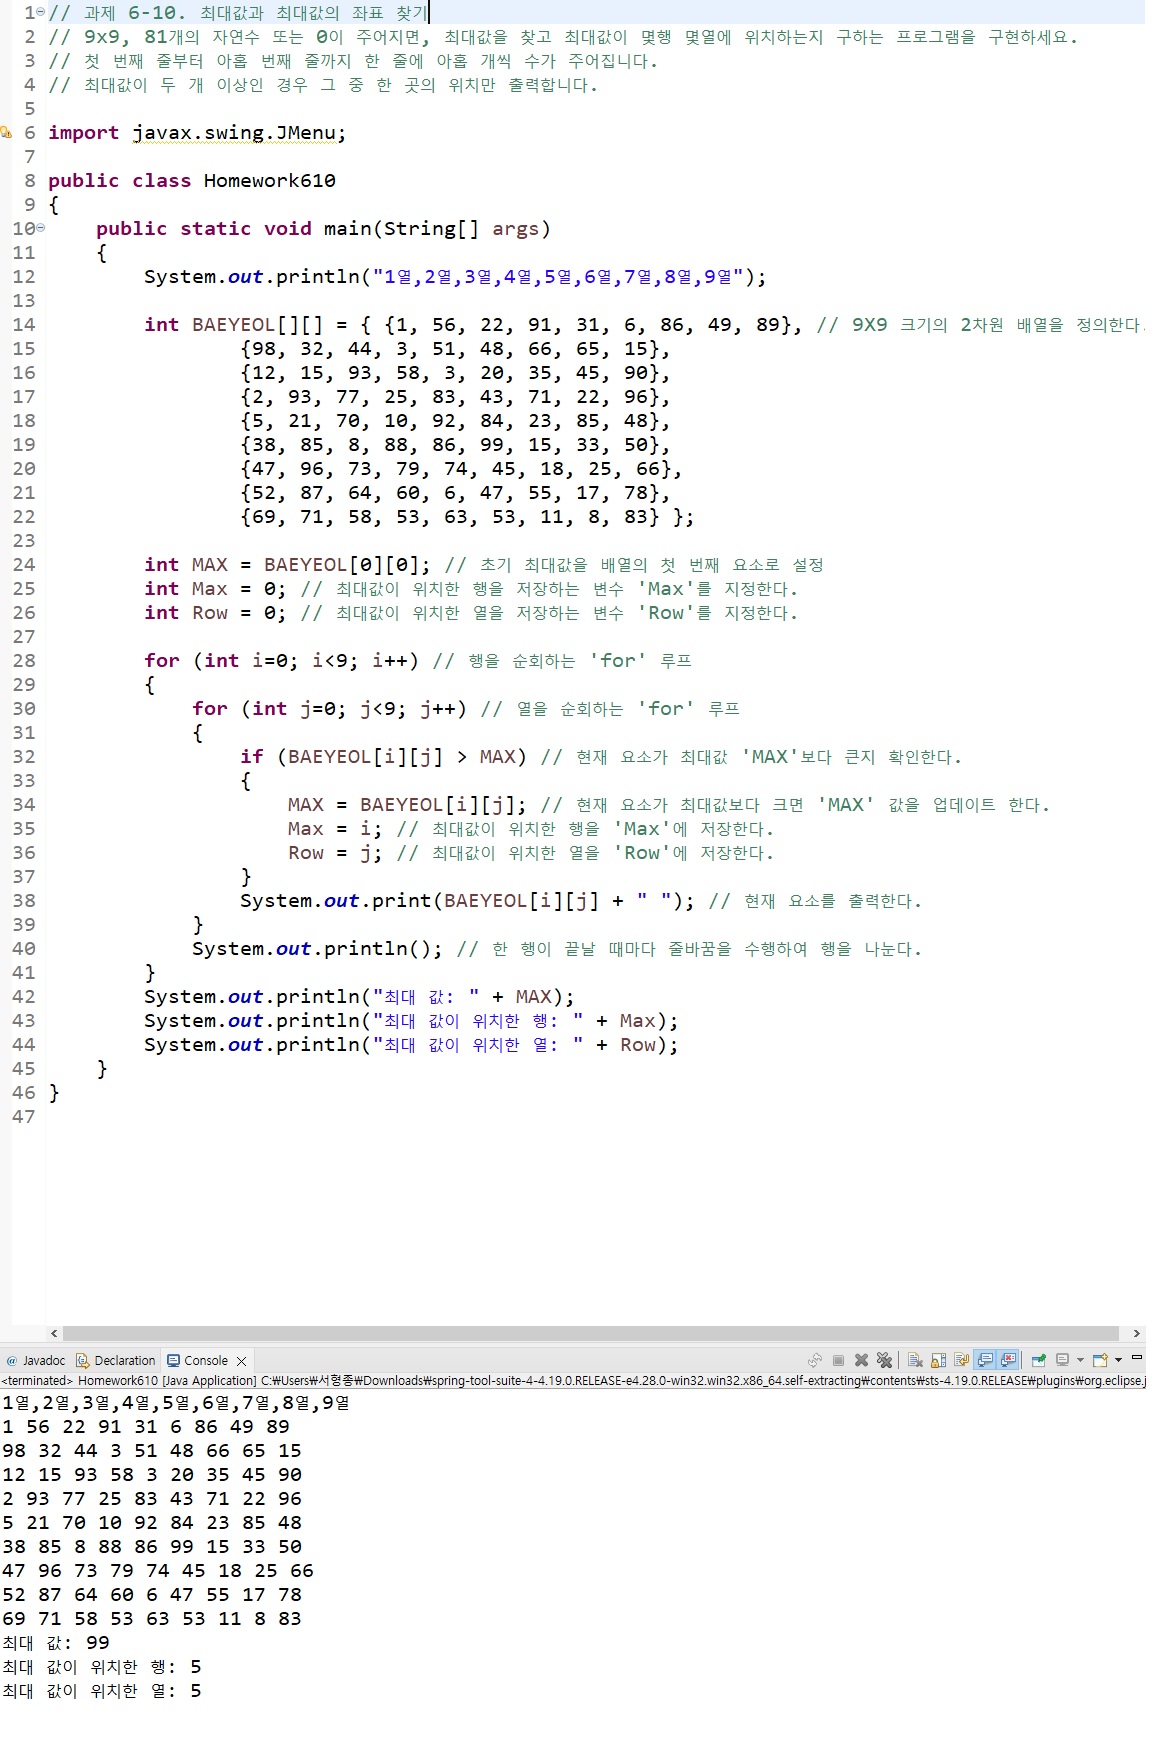 1 // 과제 6-10. 최대값과 최대값의 좌표 찾기
2 // 9x9, 81개의 자연수 또는 0이 주어지면, 최대값을 찾고 최대값이 몇행 몇열에 위치하는지 구하는 프로그램을 구현하세요.
3 // 첫 번째 줄부터 아홉 번째 줄까지 한 줄에 아홉 개씩 수가 주어집니다.
4 // 최대값이 두 개 이상인 경우 그 중 한 곳의 위치만 출력합니다.
5
6 import javax.swing.JMenu;
7
8 public class Homework610
9 {
10     public static void main(String[] args)
11     {
12         System.out.println("1열,2열,3열,4열,5열,6열,7열,8열,9열");
13
14         int BAEYEOL[][] = { {1, 56, 22, 91, 31, 6, 86, 49, 89}, // 9X9 크기의 2차원 배열을 정의한다.
15                 {98, 32, 44, 3, 51, 48, 66, 65, 15},
16                 {12, 15, 93, 58, 3, 20, 35, 45, 90},
17                 {2, 93, 77, 25, 83, 43, 71, 22, 96},
18                 {5, 21, 70, 10, 92, 84, 23, 85, 48},
19                 {38, 85, 8, 88, 86, 99, 15, 33, 50},
20                 {47, 96, 73, 79, 74, 45, 18, 25, 66},
21                 {52, 87, 64, 60, 6, 47, 55, 17, 78},
22                 {69, 71, 58, 53, 63, 53, 11, 8, 83} };
23
24         int MAX = BAEYEOL[0][0]; // 초기 최대값을 배열의 첫 번째 요소로 설정
25         int Max = 0; // 최대값이 위치한 행을 저장하는 변수 'Max'를 지정한다.
26         int Row = 0; // 최대값이 위치한 열을 저장하는 변수 'Row'를 지정한다.
27
28         for (int i=0; i<9; i++) // 행을 순회하는 'for' 루프
29         {
30             for (int j=0; j<9; j++) // 열을 순회하는 'for' 루프
31             {
32                 if (BAEYEOL[i][j] > MAX) // 현재 요소가 최대값 'MAX'보다 큰지 확인한다.
33                 {
34                     MAX = BAEYEOL[i][j]; // 현재 요소가 최대값보다 크면 'MAX' 값을 업데이트 한다.
35                     Max = i; // 최대값이 위치한 행을 'Max'에 저장한다.
36                     Row = j; // 최대값이 위치한 열을 'Row'에 저장한다.
37                 }
38                 System.out.print(BAEYEOL[i][j] + " "); // 현재 요소를 출력한다.
39             }
40             System.out.println(); // 한 행이 끝날 때마다 줄바꿈을 수행하여 행을 나눈다.
41         }
42         System.out.println("최대 값: " + MAX);
43         System.out.println("최대 값이 위치한 행: " + Max);
44         System.out.println("최대 값이 위치한 열: " + Row);
45     }
46 }
47
@ Javadoc Declaration Console
<terminated> Homework610 [Java Application] C:₩Users₩서형종₩Downloads₩spring-tool-suite-4-4.19.0.RELEASE-e4.28.0-win32.win32.x86_64.self-extracting₩contents₩sts-4.19.0.RELEASE₩plugins₩org.eclipse.j
1열,2열,3열,4열,5열,6열,7열,8열,9열
1 56 22 91 31 6 86 49 89
98 32 44 3 51 48 66 65 15
12 15 93 58 3 20 35 45 90
2 93 77 25 83 43 71 22 96
5 21 70 10 92 84 23 85 48
38 85 8 88 86 99 15 33 50
47 96 73 79 74 45 18 25 66
52 87 64 60 6 47 55 17 78
69 71 58 53 63 53 11 8 83
최대 값: 99
최대 값이 위치한 행: 5
최대 값이 위치한 열: 5